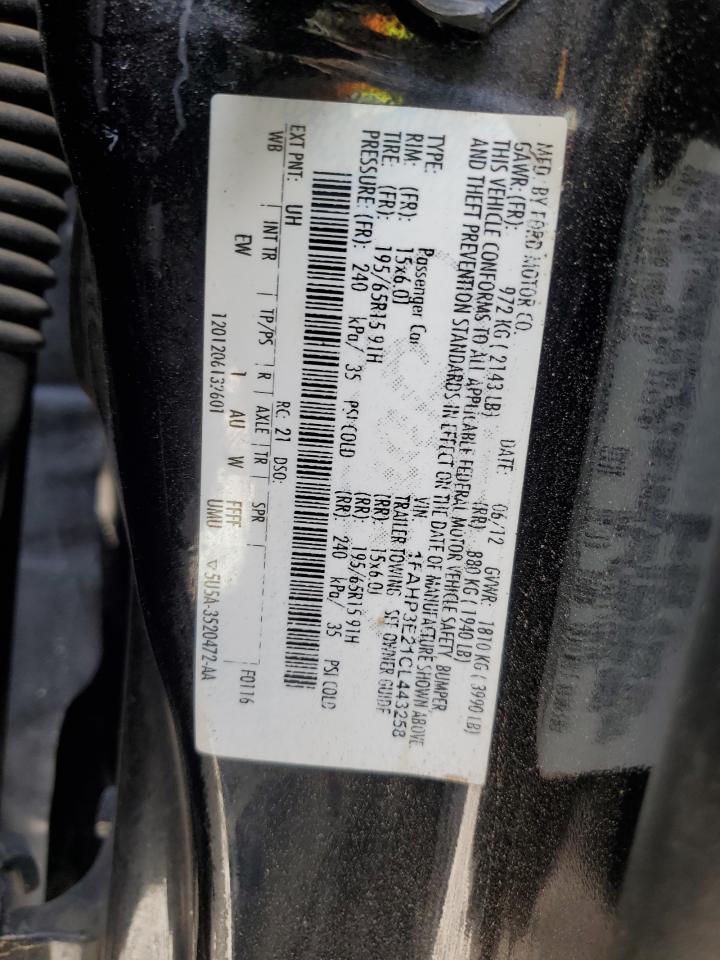 MFD. BY FORD MOTOR CO.
DATE: 06/12 GVWR: 1810 KG ( 3990 LB)
GAWR: (FR): 972 KG ( 2143 LB) (RR): 880 KG ( 1940 LB)
THIS VEHICLE CONFORMS TO ALL APPLICABLE FEDERAL MOTOR VEHICLE SAFETY, BUMPER,
AND THEFT PREVENTION STANDARDS IN EFFECT ON THE DATE OF MANUFACTURE SHOWN ABOVE
VIN: 1FAHP3E21CL443258
TYPE: Passenger Car TRAILER TOWING - SEE OWNER GUIDE
RIM: (FR): 15x6.0J (RR): 15x6.0J
TIRE: (FR): 195/65R15 91H (RR): 195/65R15 91H
PRESSURE: (FR): 240 kPa/ 35 PSI COLD (RR): 240 kPa/ 35 PSI COLD
EXT PNT: UH RC: 21 DSO: F0116
WB INT TR TP/PS R AXLE TR SPR
EW 1 AU W FFFF UMU
1201206132601 5U5A-3520472-AA